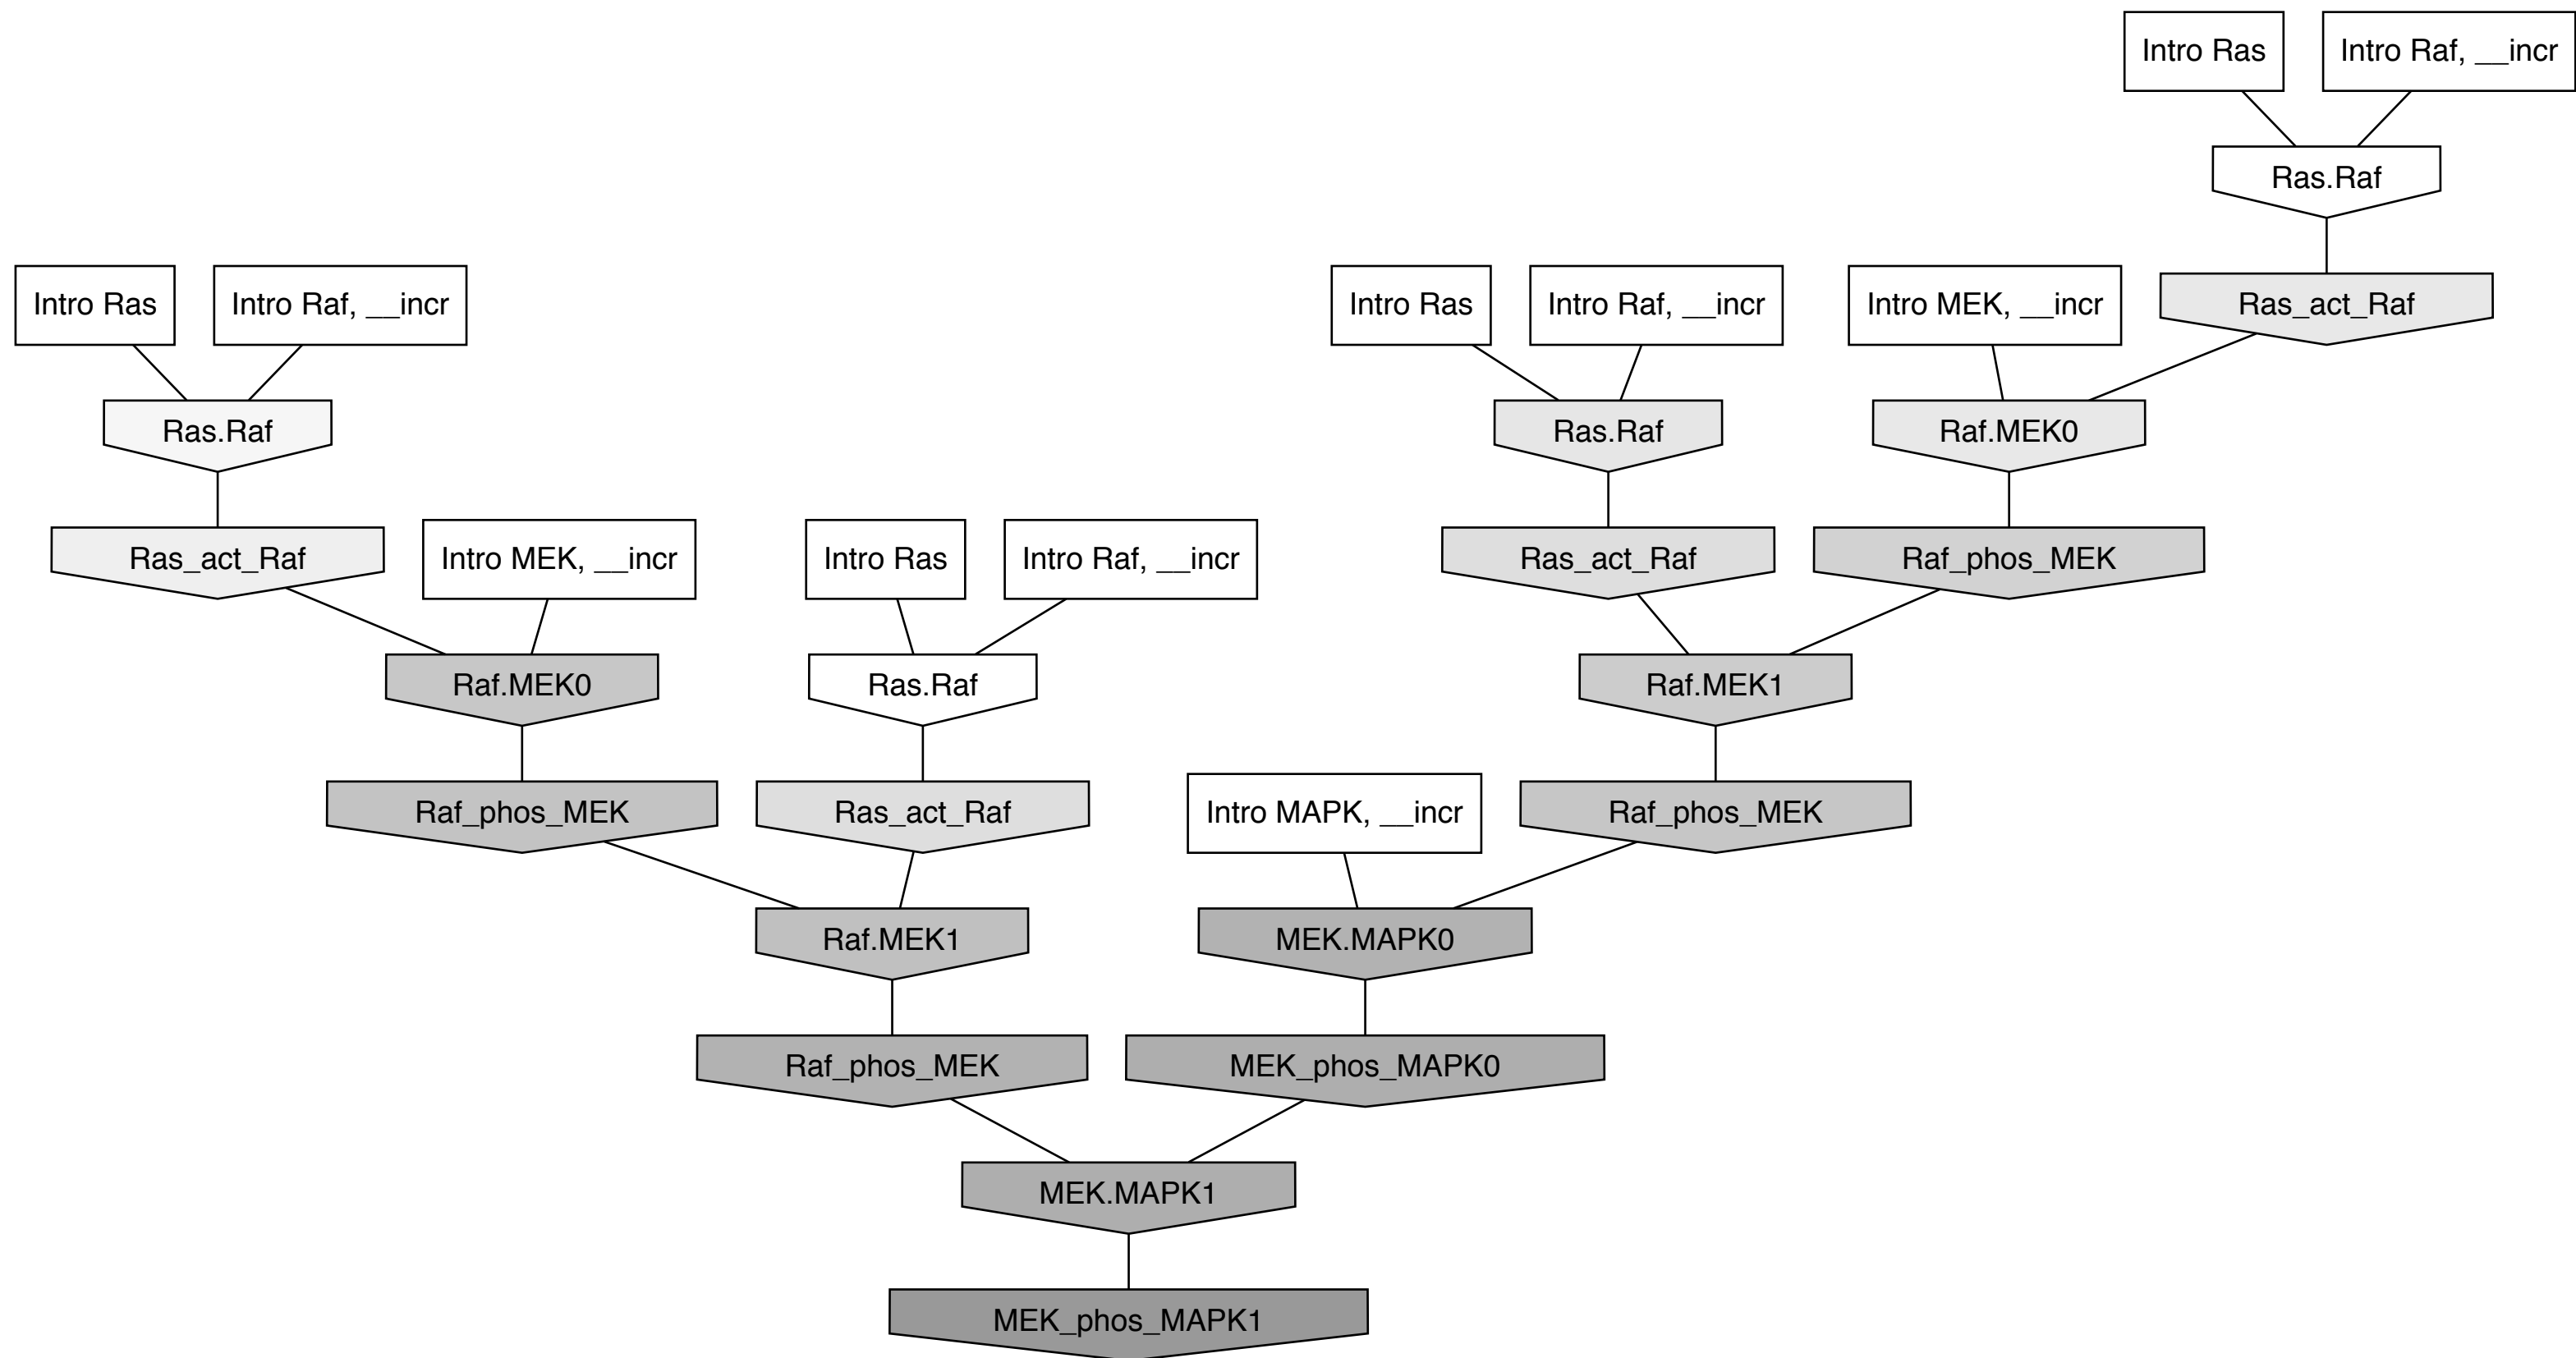 Intro Ras
Intro Raf, __incr
Ras.Raf
Intro Ras
Intro Raf, __incr
Intro Ras
Intro Raf, __incr
Intro MEK, __incr
Ras_act_Raf
Ras.Raf
Ras.Raf
Raf.MEK0
Ras_act_Raf
Intro MEK, __incr
Intro Ras
Intro Raf, __incr
Ras_act_Raf
Raf_phos_MEK
Raf.MEK0
Ras.Raf
Raf.MEK1
Raf_phos_MEK
Ras_act_Raf
Intro MAPK, __incr
Raf_phos_MEK
Raf.MEK1
MEK.MAPK0
Raf_phos_MEK
MEK_phos_MAPK0
MEK.MAPK1
MEK_phos_MAPK1